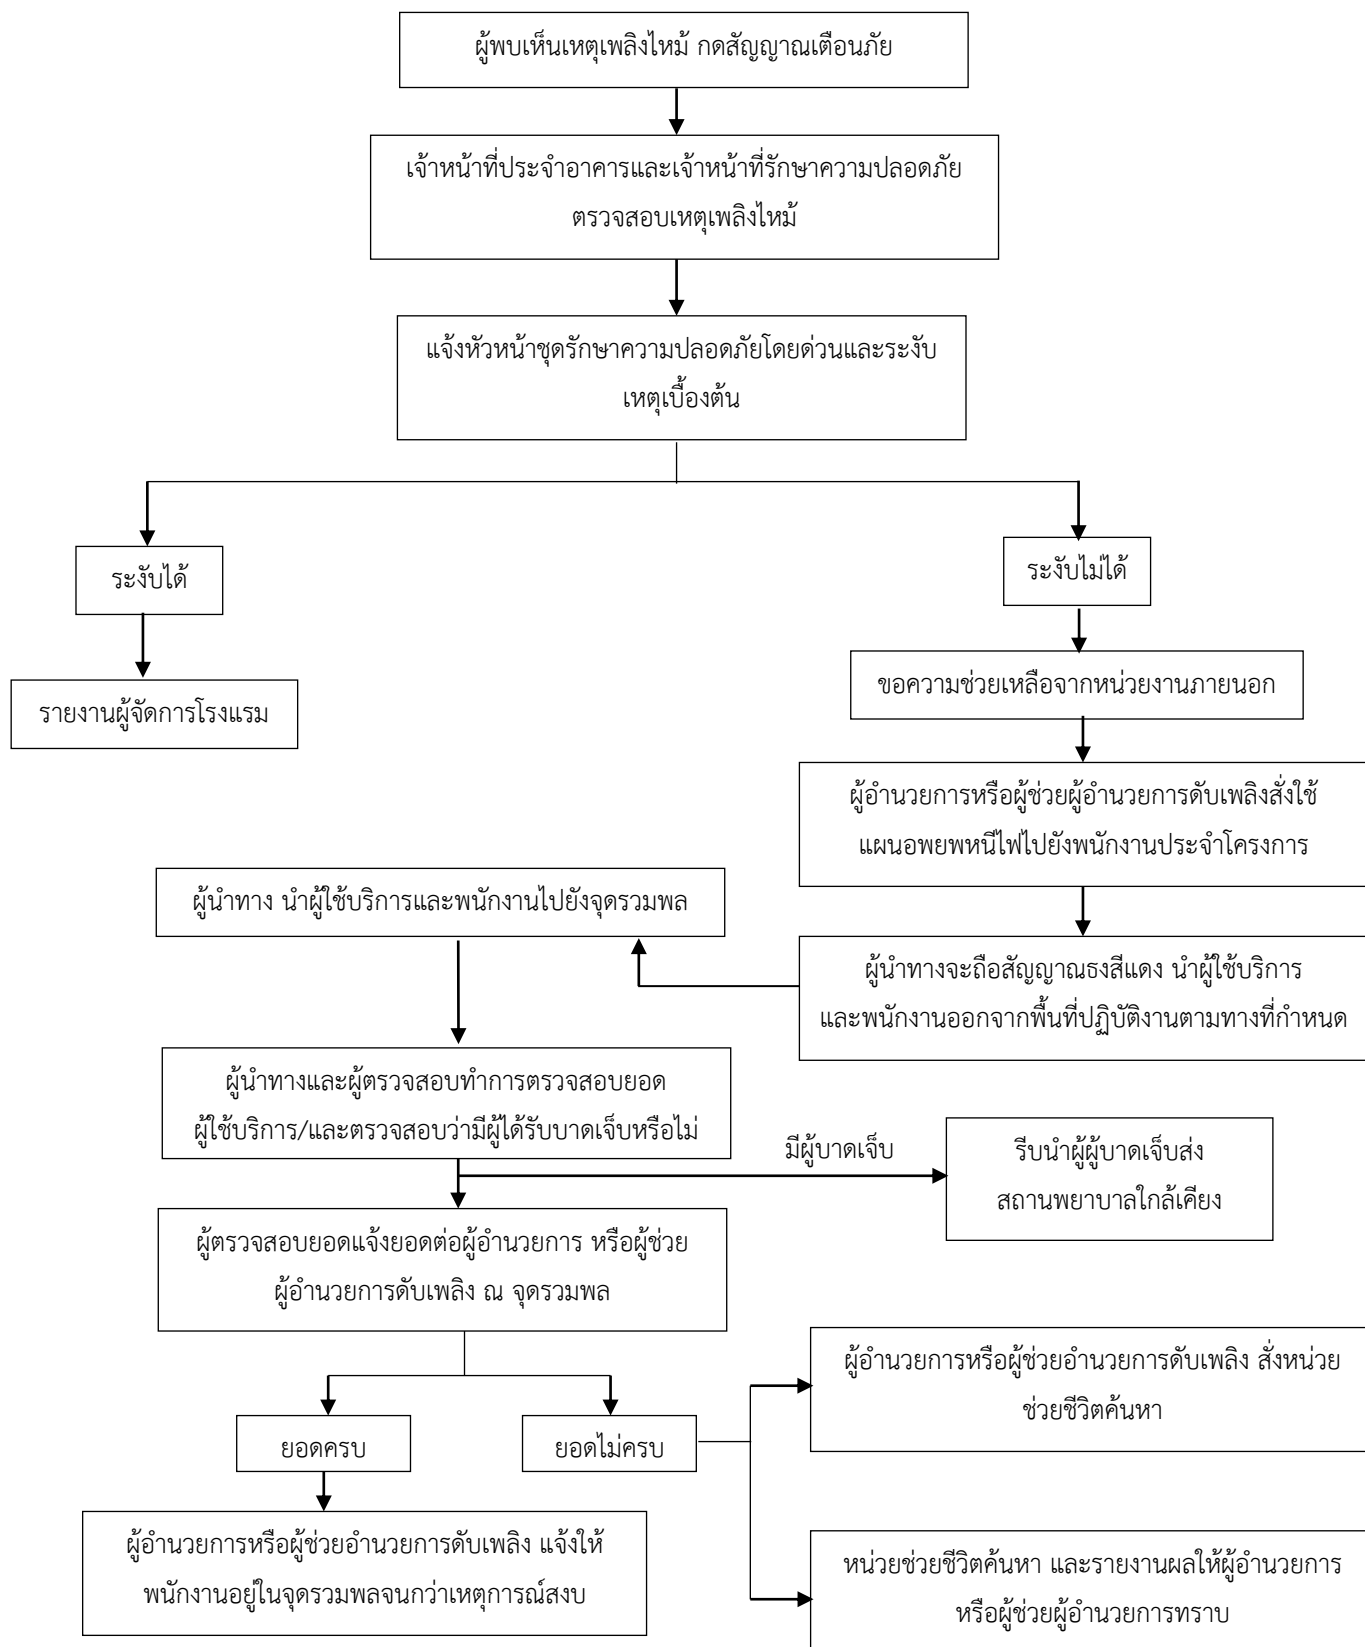 ผู้พบเห็นเหตุเพลิงไหม้ กดสัญญาณเตือนภัย
เจ้าหน้าที่ประจำอาคารและเจ้าหน้าที่รักษาความปลอดภัย
ตรวจสอบเหตุเพลิงไหม้
แจ้งหัวหน้าชุดรักษาความปลอดภัยโดยด่วนและระงับ
เหตุเบื้องต้น
ระงับได้
ระงับไม่ได้
รายงานผู้จัดการโรงแรม
ขอความช่วยเหลือจากหน่วยงานภายนอก
ผู้อำนวยการหรือผู้ช่วยผู้อำนวยการดับเพลิงสั่งใช้
แผนอพยพหนีไฟไปยังพนักงานประจำโครงการ
ผู้นำทางจะถือสัญญาณธงสีแดง นำผู้ใช้บริการ
และพนักงานออกจากพื้นที่ปฏิบัติงานตามทางที่กำหนด
ผู้นำทาง นำผู้ใช้บริการและพนักงานไปยังจุดรวมพล
ผู้นำทางและผู้ตรวจสอบทำการตรวจสอบยอด
ผู้ใช้บริการ/และตรวจสอบว่ามีผู้ได้รับบาดเจ็บหรือไม่
มีผู้บาดเจ็บ
รีบนำผู้ผู้บาดเจ็บส่ง
สถานพยาบาลใกล้เคียง
ผู้ตรวจสอบยอดแจ้งยอดต่อผู้อำนวยการ หรือผู้ช่วย
ผู้อำนวยการดับเพลิง ณ จุดรวมพล
ยอดครบ
ยอดไม่ครบ
ผู้อำนวยการหรือผู้ช่วยอำนวยการดับเพลิง สั่งหน่วย
ช่วยชีวิตค้นหา
ผู้อำนวยการหรือผู้ช่วยอำนวยการดับเพลิง แจ้งให้
พนักงานอยู่ในจุดรวมพลจนกว่าเหตุการณ์สงบ
หน่วยช่วยชีวิตค้นหา และรายงานผลให้ผู้อำนวยการ
หรือผู้ช่วยผู้อำนวยการทราบ